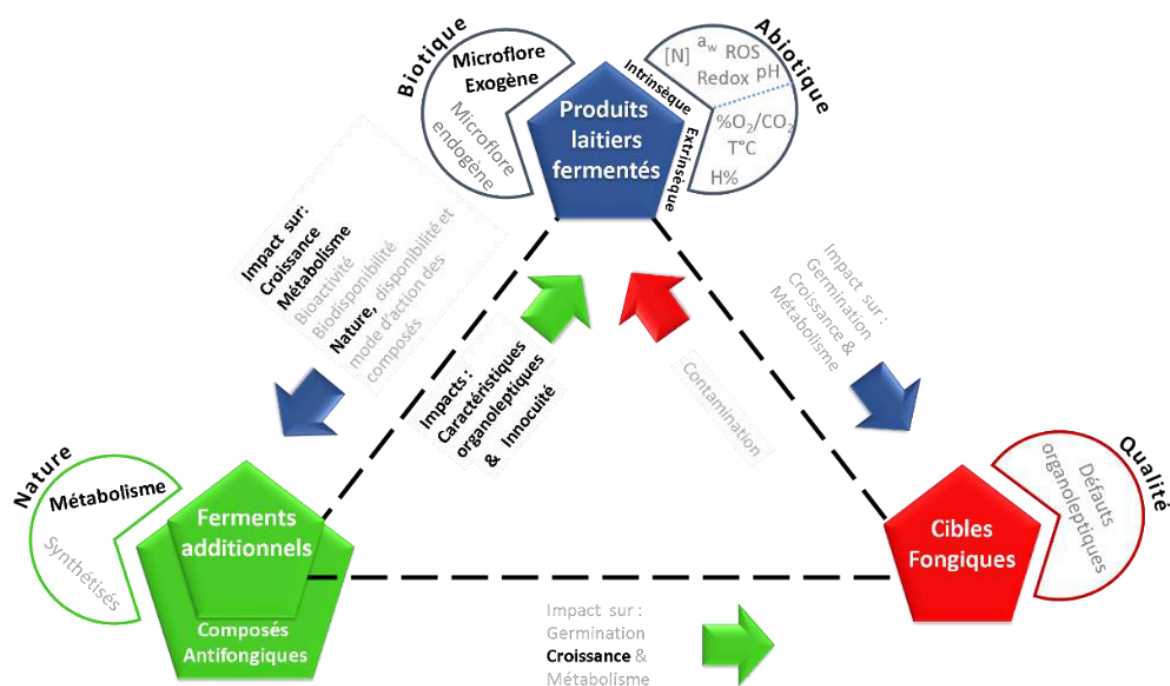 Biotique
Microflore
Exogène
Microflore
endogène
Produits
laitiers
fermentés
Intrinsèque
Extrinsèque
Abiotique
[N] aw ROS
Redox pH
%O2/CO2
T°C
H%
Impact sur:
Croissance
Métabolisme
Bioactivité
Biodisponibilité
Nature, disponibilité et
mode d'action des
composés
Impacts :
Caractéristiques
organoleptiques
& Innocuité
Contamination
Impact sur :
Germination
Croissance &
Métabolisme
Nature
Métabolisme
Synthétisés
Ferments
additionnels
Composés
Antifongiques
Impact sur :
Germination
Croissance &
Métabolisme
Cibles
Fongiques
Qualité
Défauts
organoleptiques